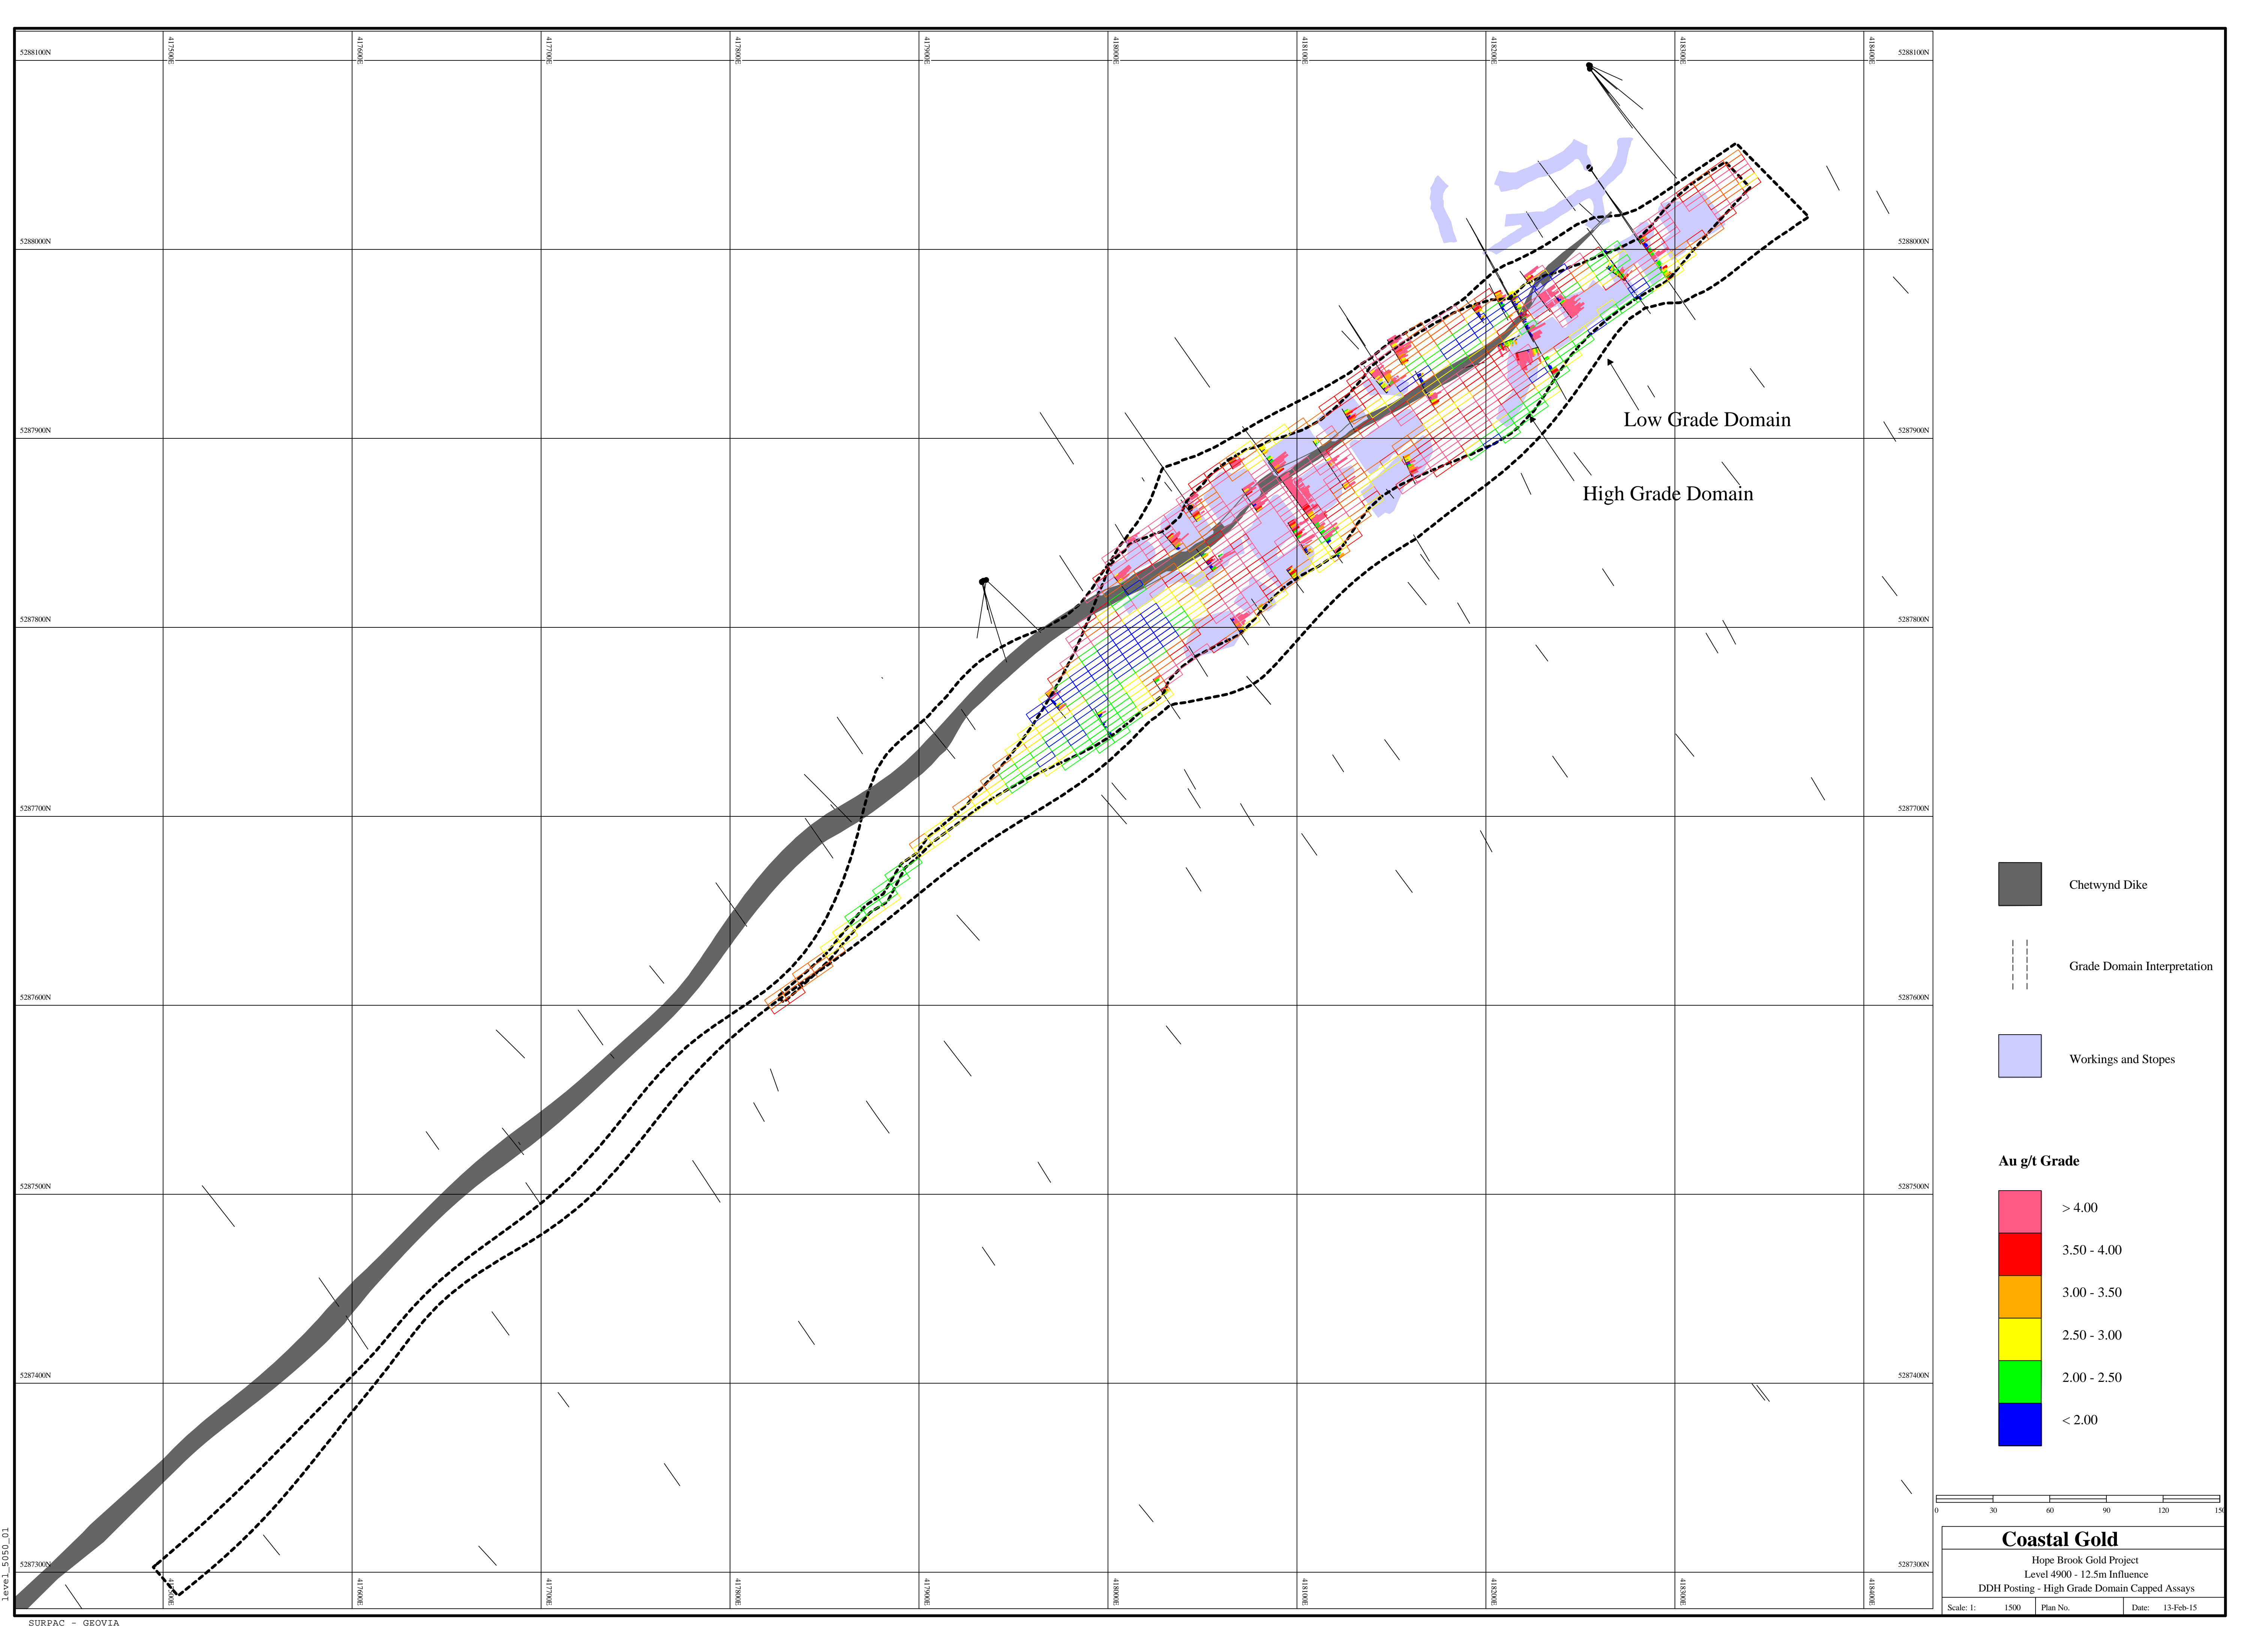 417500E 417600E 417700E 417800E 417900E 418000E 418100E 418200E 418300E 418400E
5288100N 5288100N
5288000N 5288000N
Low Grade Domain
5287900N 5287900N
High Grade Domain
5287800N 5287800N
5287700N 5287700N
Chetwynd Dike
Grade Domain Interpretation
5287600N 5287600N
Workings and Stopes
Au g/t Grade
5287500N 5287500N
> 4.00
3.50 - 4.00
3.00 - 3.50
2.50 - 3.00
5287400N 5287400N
2.00 - 2.50
< 2.00
0 30 60 90 120 150
5287300N 5287300N
417500E 417600E 417700E 417800E 417900E 418000E 418100E 418200E 418300E 418400E
Coastal Gold
Hope Brook Gold Project
Level 4900 - 12.5m Influence
DDH Posting - High Grade Domain Capped Assays
Scale: 1: 1500 Plan No. Date: 13-Feb-15
level_5050_01
SURPAC - GEOVIA